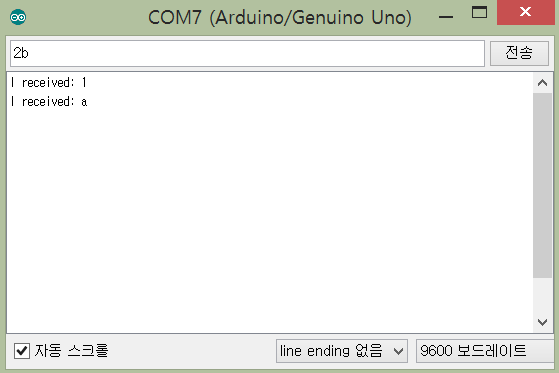 COM7 (Arduino/Genuino Uno)
2b
전송
I received: 1
I received: a
자동 스크롤
line ending 없음
9600 보드레이트